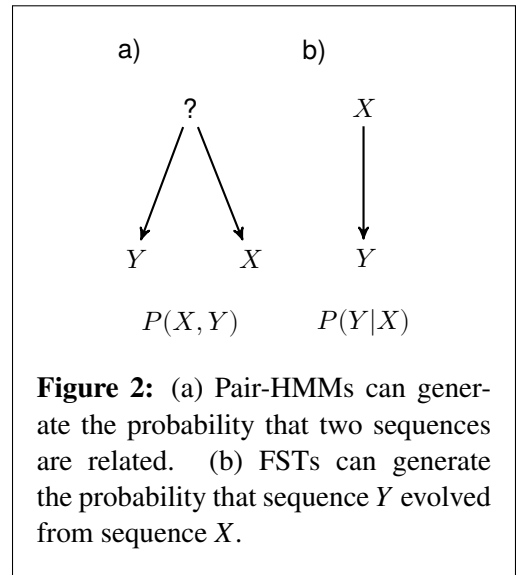 a) b)
? X
Y X Y
P(X, Y) P(Y|X)
Figure 2: (a) Pair-HMMs can gener-
ate the probability that two sequences
are related. (b) FSTs can generate
the probability that sequence Y evolved
from sequence X.